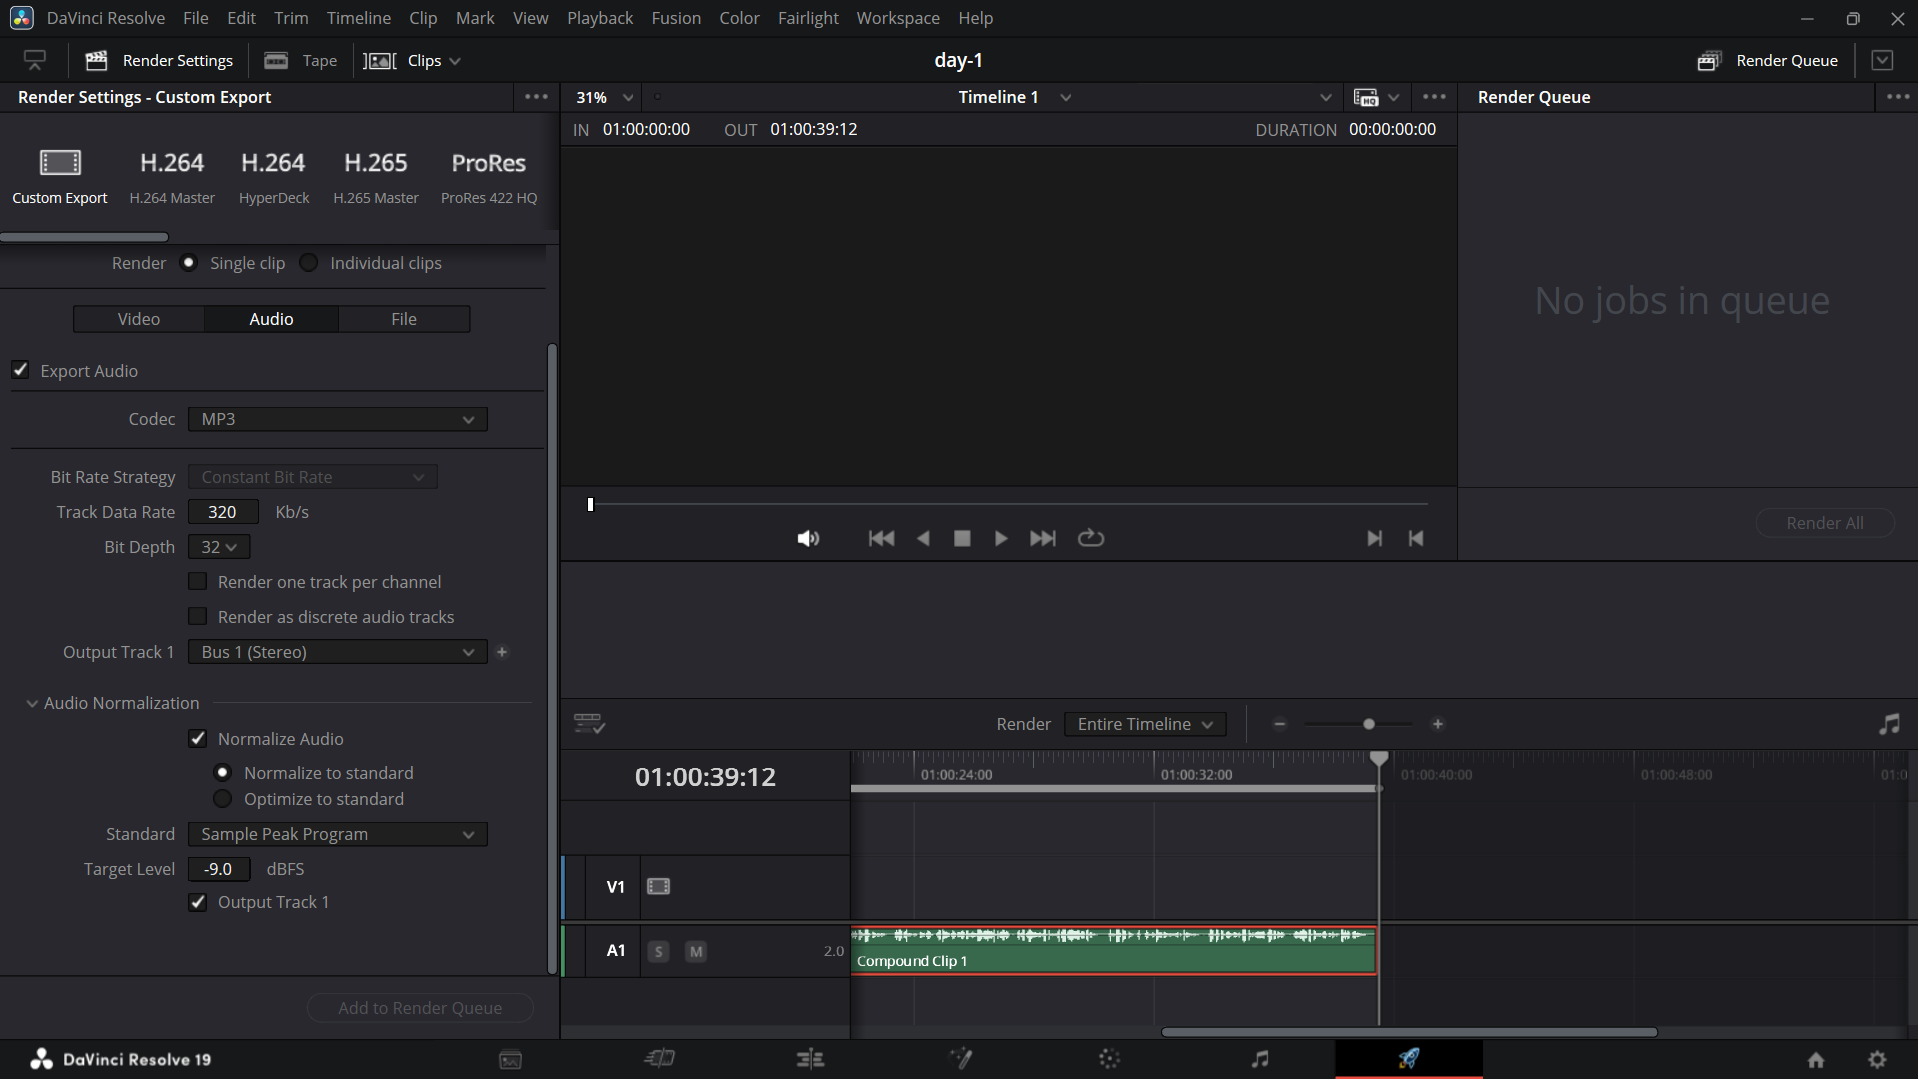 DaVinci Resolve File Edit Trim Timeline Clip Mark View Playback Fusion Color Fairlight Workspace Help
Render Settings Tape Clips day-1 Render Queue
Render Settings - Custom Export 31% Timeline 1 HQ Render Queue
IN 01:00:00:00 OUT 01:00:39:12 DURATION 00:00:00:00
H.264 H.264 H.265 ProRes
Custom Export H.264 Master HyperDeck H.265 Master ProRes 422 HQ
Render Single clip Individual clips
No jobs in queue
Video Audio File
Export Audio
Codec MP3
Bit Rate Strategy Constant Bit Rate
Track Data Rate 320 Kb/s
Render All
Bit Depth 32
Render one track per channel
Render as discrete audio tracks
Output Track 1 Bus 1 (Stereo)
Audio Normalization
Render Entire Timeline
Normalize Audio
Normalize to standard
Optimize to standard
01:00:39:12 01:00:24:00 01:00:32:00 01:00:40:00 01:00:48:00 01:0
Standard Sample Peak Program
Target Level -9.0 dBFS
Output Track 1
V1
A1 S M 2.0
Compound Clip 1
Add to Render Queue
DaVinci Resolve 19